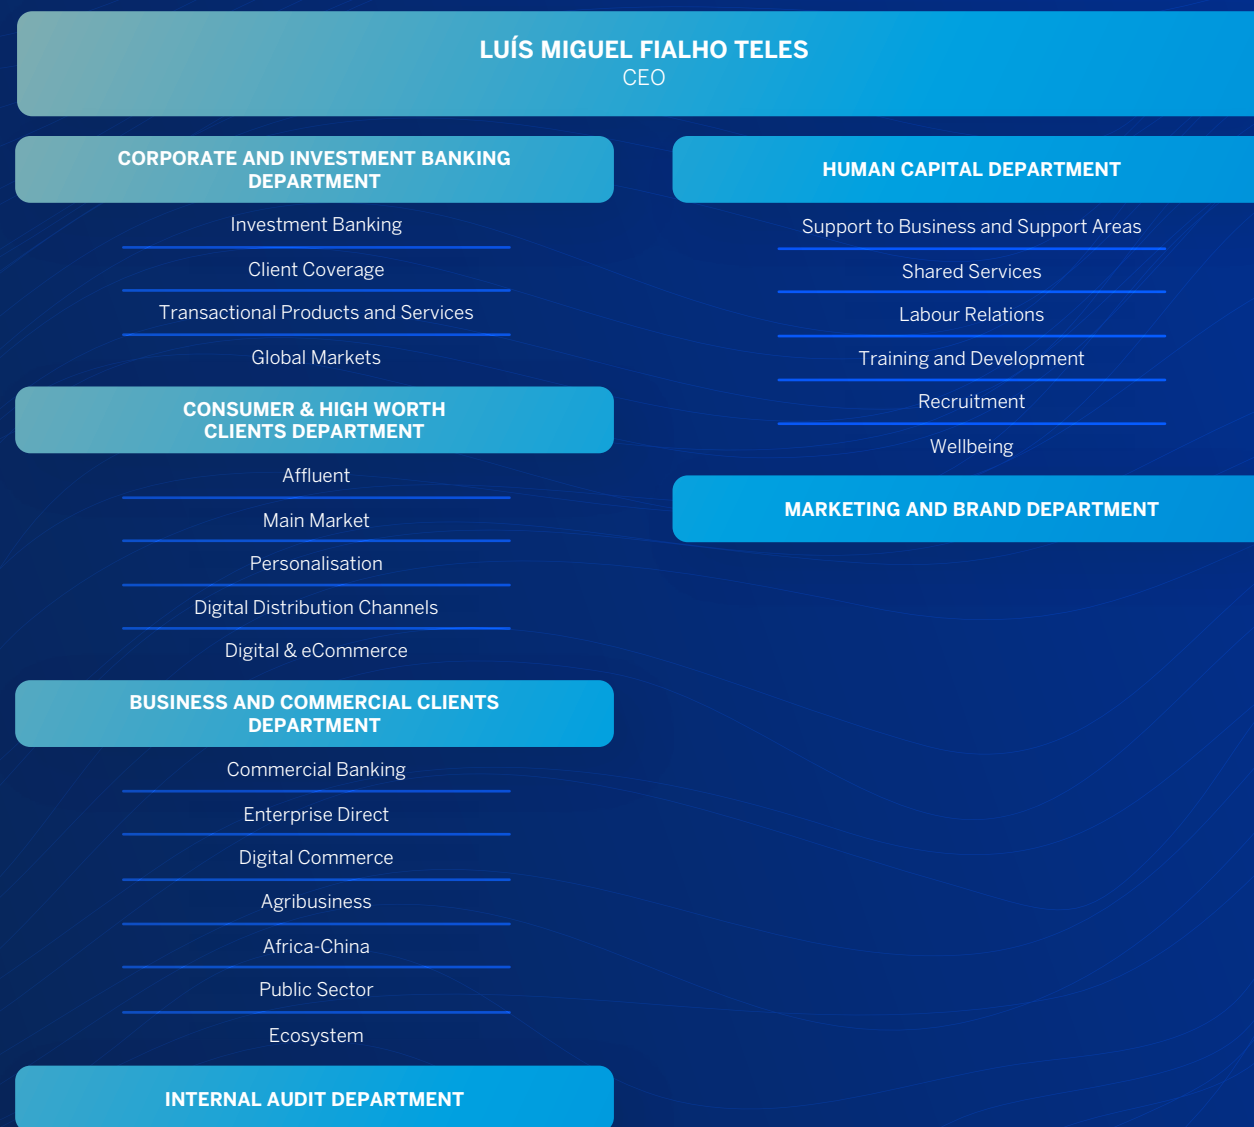 LUÍS MIGUEL FIALHO TELES
CEO
CORPORATE AND INVESTMENT BANKING
DEPARTMENT
Investment Banking
Client Coverage
Transactional Products and Services
Global Markets
CONSUMER & HIGH WORTH
CLIENTS DEPARTMENT
Affluent
Main Market
Personalisation
Digital Distribution Channels
Digital & eCommerce
BUSINESS AND COMMERCIAL CLIENTS
DEPARTMENT
Commercial Banking
Enterprise Direct
Digital Commerce
Agribusiness
Africa-China
Public Sector
Ecosystem
INTERNAL AUDIT DEPARTMENT
HUMAN CAPITAL DEPARTMENT
Support to Business and Support Areas
Shared Services
Labour Relations
Training and Development
Recruitment
Wellbeing
MARKETING AND BRAND DEPARTMENT